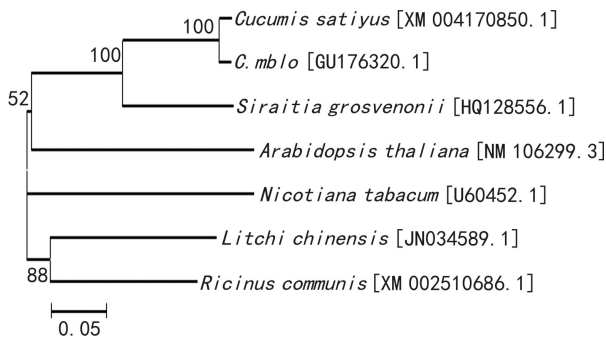 100
Cucumis satiyus [XM 004170850.1]
C.mblo [GU176320.1]
100
Siraitia grosvenonii [HQ128556.1]
52
Arabidopsis thaliana [NM 106299.3]
Nicotiana tabacum [U60452.1]
Litchi chinensis [JN034589.1]
88
Ricinus communis [XM 002510686.1]
0.05